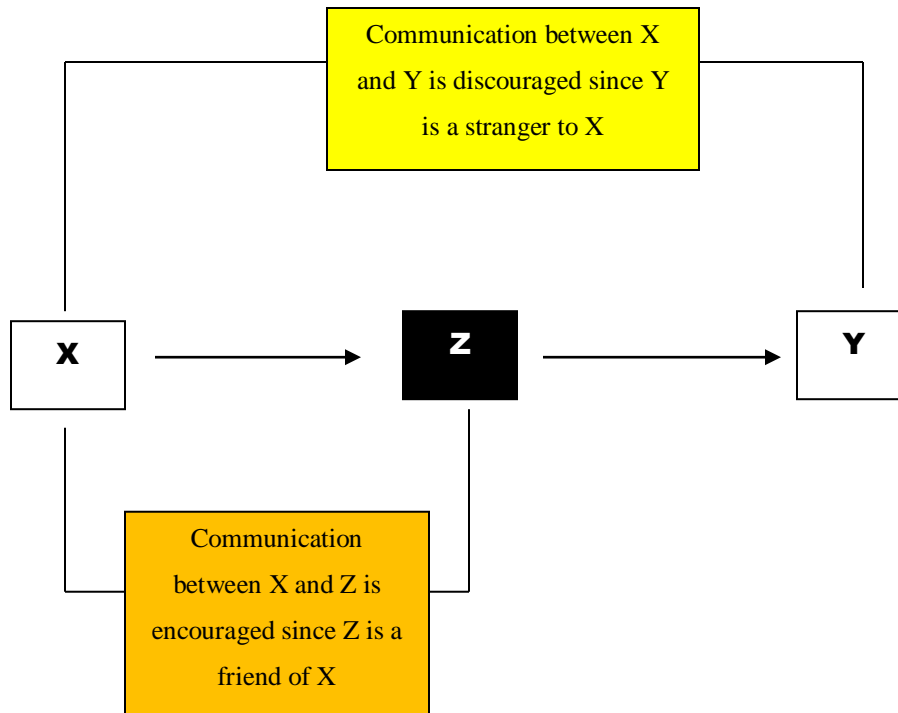 Communication between X
and Y is discouraged since Y
is a stranger to X
X
Z
Y
Communication
between X and Z is
encouraged since Z is a
friend of X